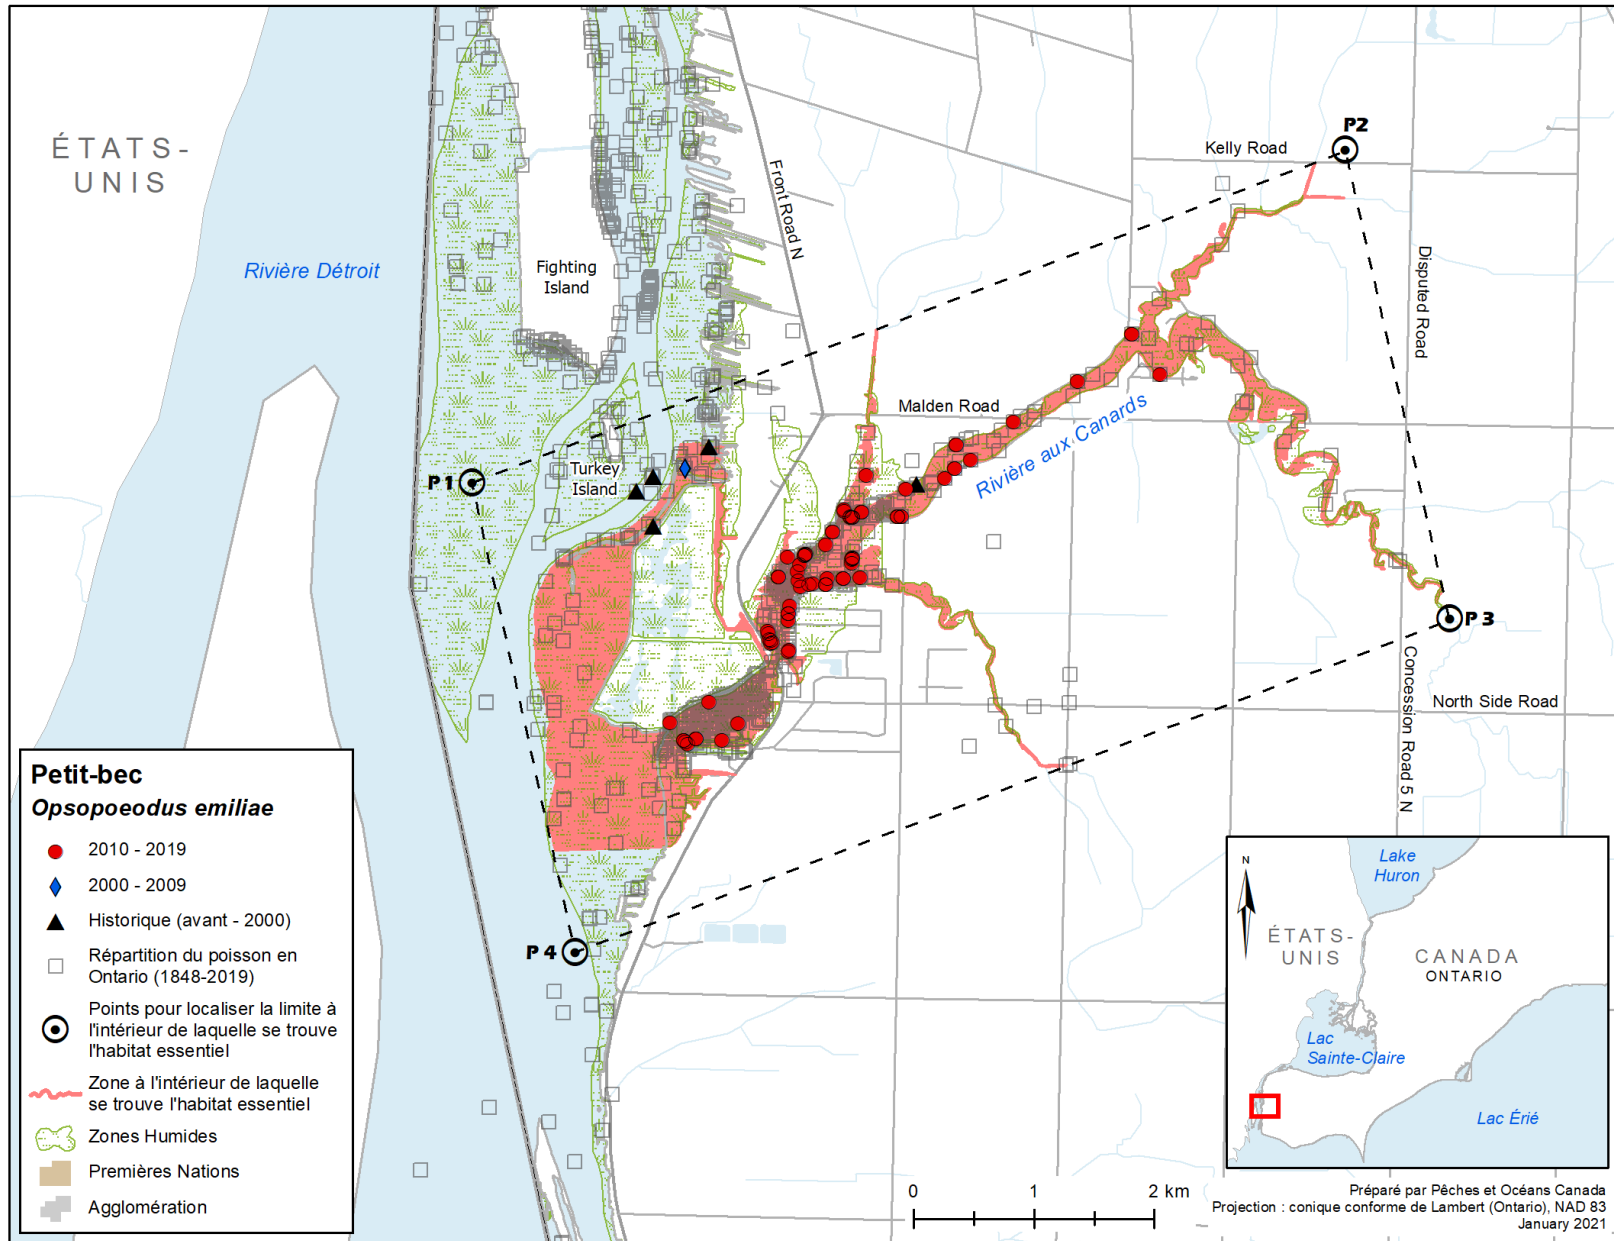 ÉTATS-
UNIS
Rivière Détroit
Fighting
Island
Front Road N
Kelly Road
P2
Disputed Road
Malden Road
Rivière aux Canards
P1
Turkey
Island
P 3
Concession Road 5 N
North Side Road
P 4
Petit-bec
Opsopoeodus emiliae
2010 - 2019
2000 - 2009
Historique (avant - 2000)
Répartition du poisson en
Ontario (1848-2019)
Points pour localiser la limite à
l'intérieur de laquelle se trouve
l'habitat essentiel
Zone à l'intérieur de laquelle
se trouve l'habitat essentiel
Zones Humides
Premières Nations
Agglomération
N
Lake
Huron
ÉTATS-
UNIS
CANADA
ONTARIO
Lac
Sainte-Claire
Lac Érié
0 1 2 km
Préparé par Pêches et Océans Canada
Projection : conique conforme de Lambert (Ontario), NAD 83
January 2021